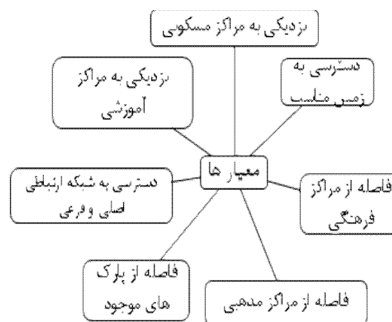 نزدیکی به مراکز مسکونی
دسترسی به
زمین مناسب
نزدیکی به مراکز
آموزشی
معیار ها
دسترسی به شبکه ارتباطی
اصلی و فرعی
فاصله از مراکز
فرهنگی
فاصله از پارک
های موجود
فاصله از مراکز مذهبی